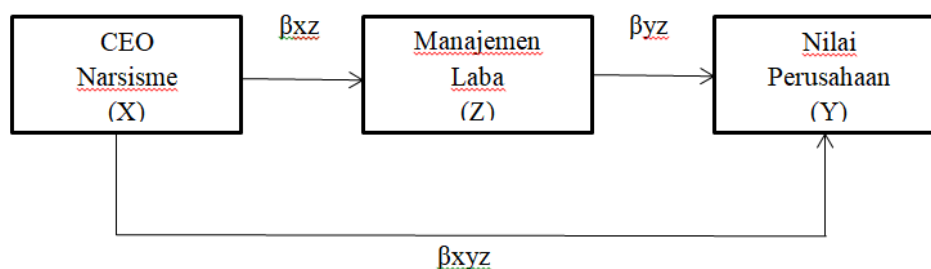 βxz
βyz
CEO
Narsisme
(X)
Manajemen
Laba
(Z)
Nilai
Perusahaan
(Y)
βxyz